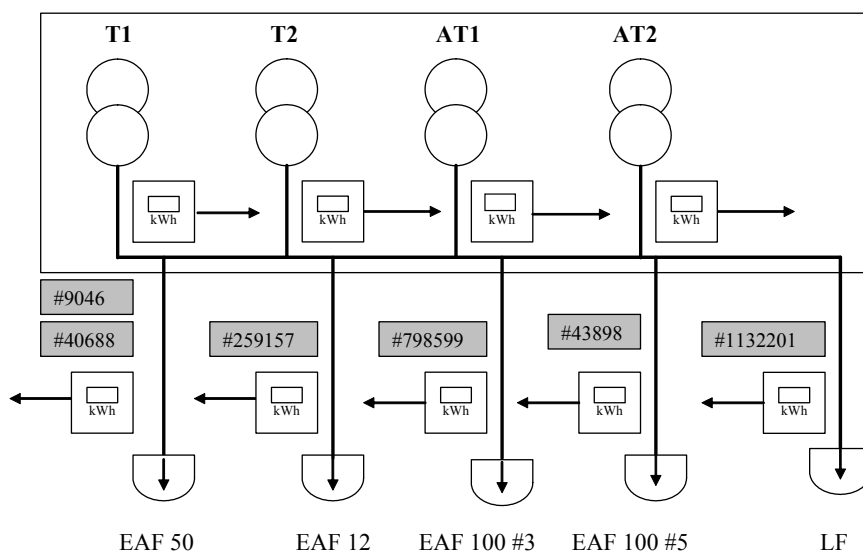 T1 T2 AT1 AT2
kWh kWh kWh kWh
#9046
#40688 #259157 #798599 #43898 #1132201
kWh kWh kWh kWh kWh
EAF 50 EAF 12 EAF 100 #3 EAF 100 #5 LF